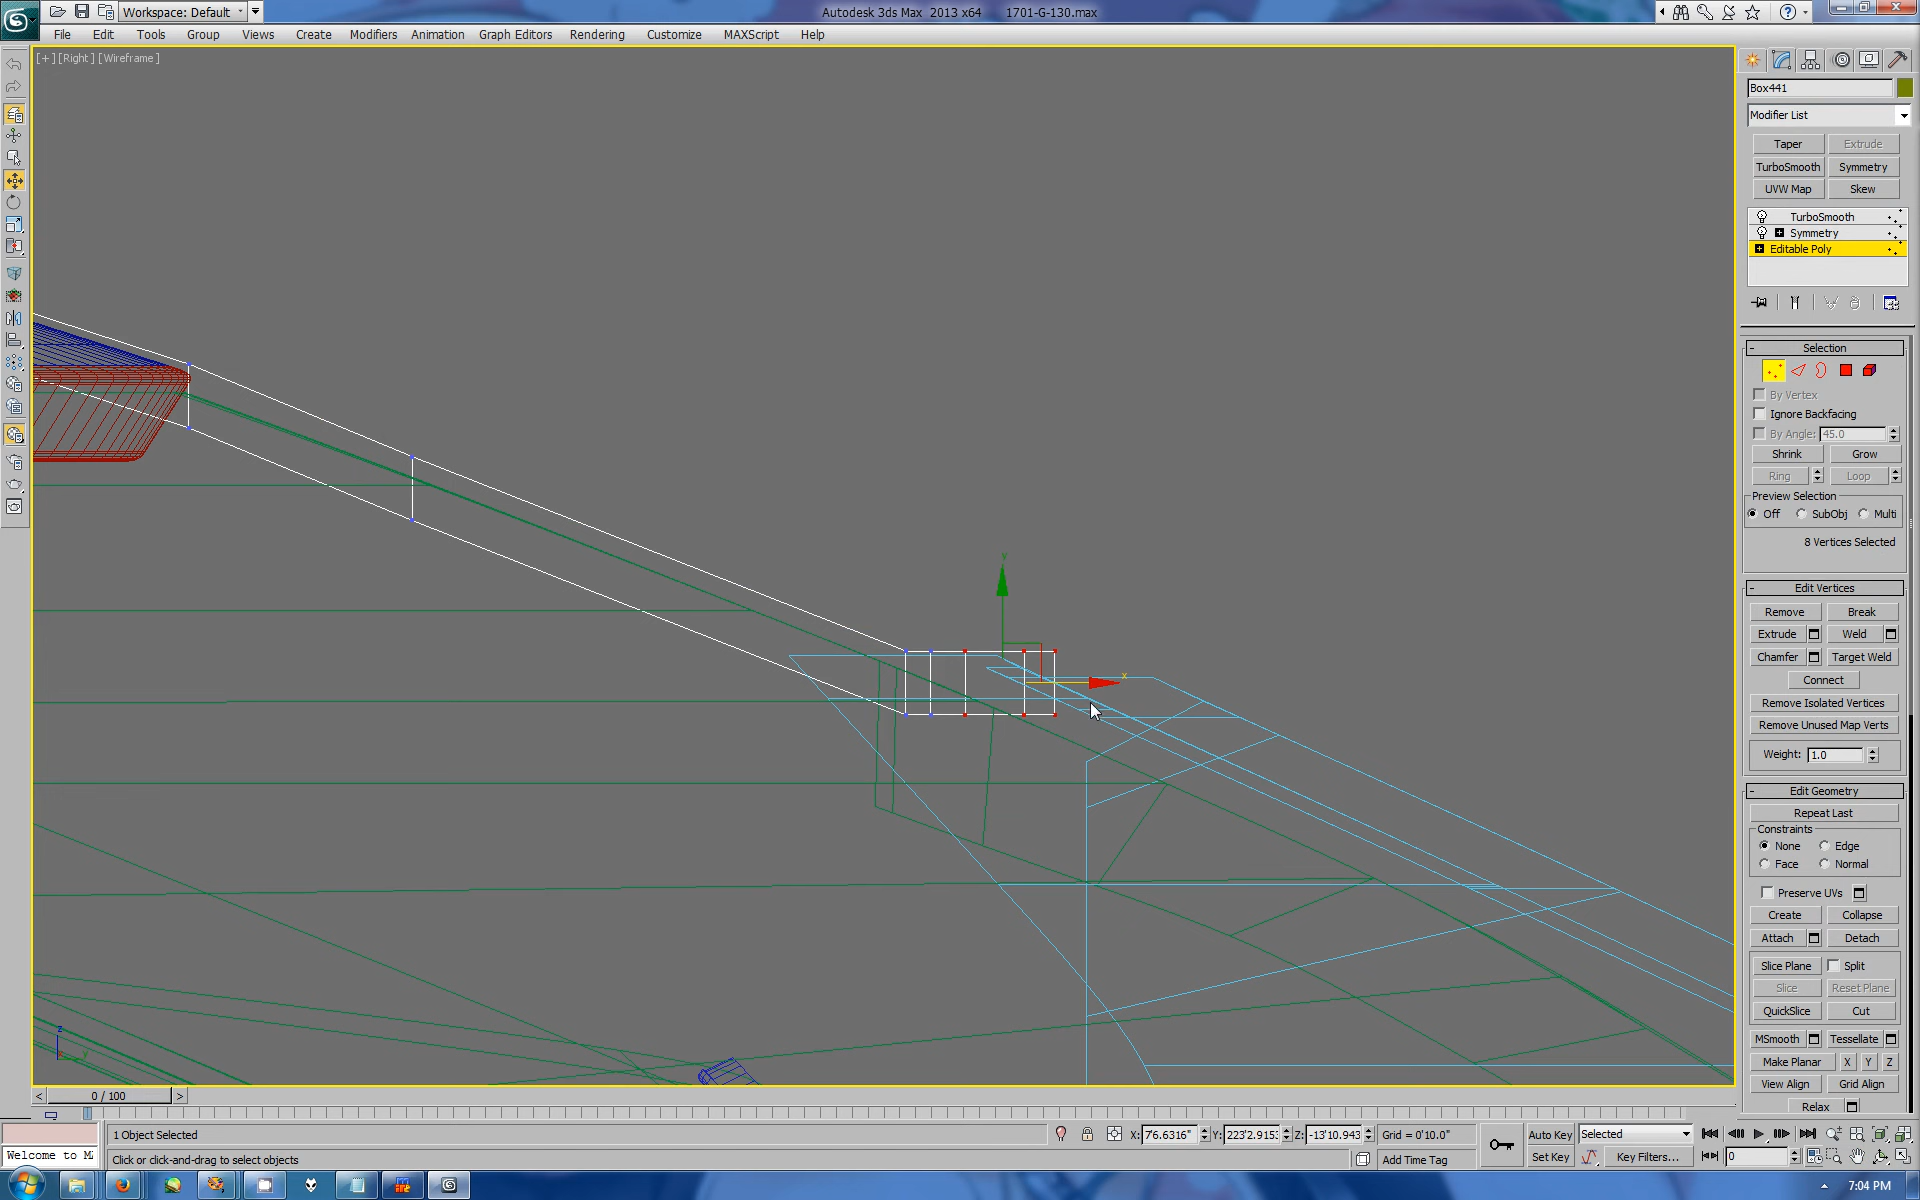 Workspace: Default
Autodesk 3ds Max 2013 x64 1701-G-130.max
File Edit Tools Group Views Create Modifiers Animation Graph Editors Rendering Customize MAXScript Help
[+] [Right] [Wireframe]
Box441
Modifier List
Taper Extrude
TurboSmooth Symmetry
UVW Map Skew
TurboSmooth
Symmetry
Editable Poly
- Selection
By Vertex
Ignore Backfacing
By Angle: 45.0
Shrink Grow
Ring Loop
Preview Selection
Off SubObj Multi
8 Vertices Selected
- Edit Vertices
Remove Break
Extrude Weld
Chamfer Target Weld
Connect
Remove Isolated Vertices
Remove Unused Map Verts
Weight: 1.0
- Edit Geometry
Repeat Last
Constraints
None Edge
Face Normal
Preserve UVs
Create Collapse
Attach Detach
Slice Plane Split
Slice Reset Plane
QuickSlice Cut
MSmooth Tessellate
Make Planar X Y Z
View Align Grid Align
Relax
y
x
z
y
< 0 / 100 >
1 Object Selected
X: 7'6.6316" Y: 223'2.915 Z: -13'10.943 Grid = 0'10.0"
Auto Key Selected
Welcome to M
Click or click-and-drag to select objects
Add Time Tag
Set Key Key Filters... 0
7:04 PM